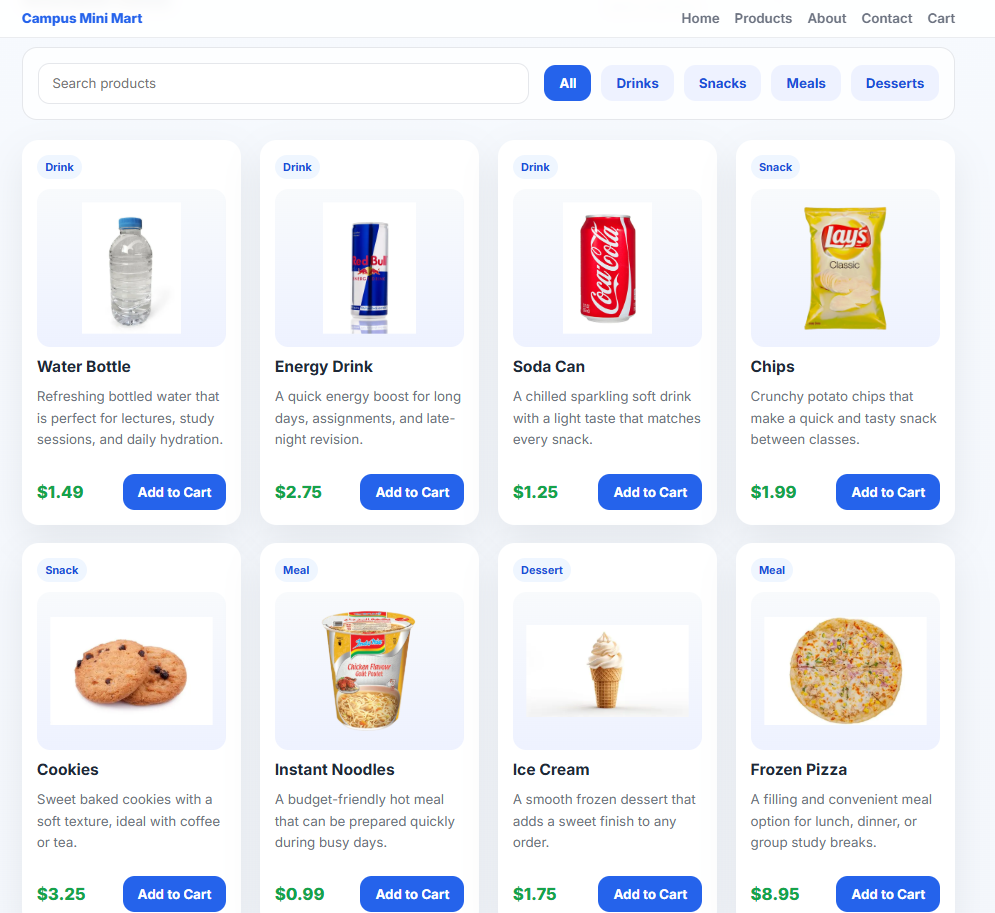 Campus Mini Mart
Home Products About Contact Cart
Search products
All Drinks Snacks Meals Desserts
Drink
Red Bull
Water Bottle
Refreshing bottled water that
is perfect for lectures, study
sessions, and daily hydration.
$1.49
Add to Cart
Drink
Energy Drink
A quick energy boost for long
days, assignments, and late-
night revision.
$2.75
Add to Cart
Drink
Coca-Cola
Soda Can
A chilled sparkling soft drink
with a light taste that matches
every snack.
$1.25
Add to Cart
Snack
Lay's
Classic
Chips
Crunchy potato chips that
make a quick and tasty snack
between classes.
$1.99
Add to Cart
Snack
Cookies
Sweet baked cookies with a
soft texture, ideal with coffee
or tea.
$3.25
Add to Cart
Meal
Indomie
Chicken Flavour
Goût Poulet
Instant Noodles
A budget-friendly hot meal
that can be prepared quickly
during busy days.
$0.99
Add to Cart
Dessert
Ice Cream
A smooth frozen dessert that
adds a sweet finish to any
order.
$1.75
Add to Cart
Meal
Frozen Pizza
A filling and convenient meal
option for lunch, dinner, or
group study breaks.
$8.95
Add to Cart